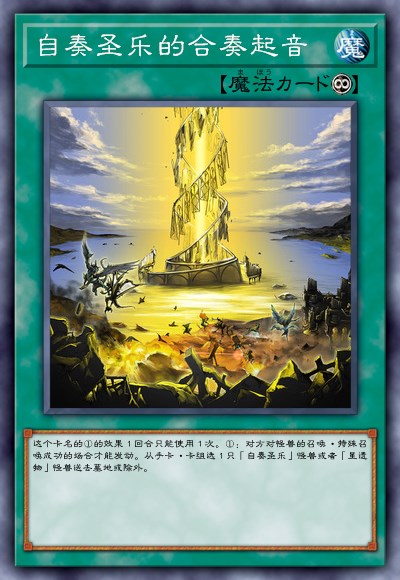 自奏圣乐的合奏起音
魔
【魔法カード】
まほう
这个卡名的①的效果1回合只能使用1次。①：对方对怪兽的召唤·特殊召
唤成功的场合才能发动。从手卡·卡组选1只「自奏圣乐」怪兽或者「星遗
物」怪兽送去墓地或除外。